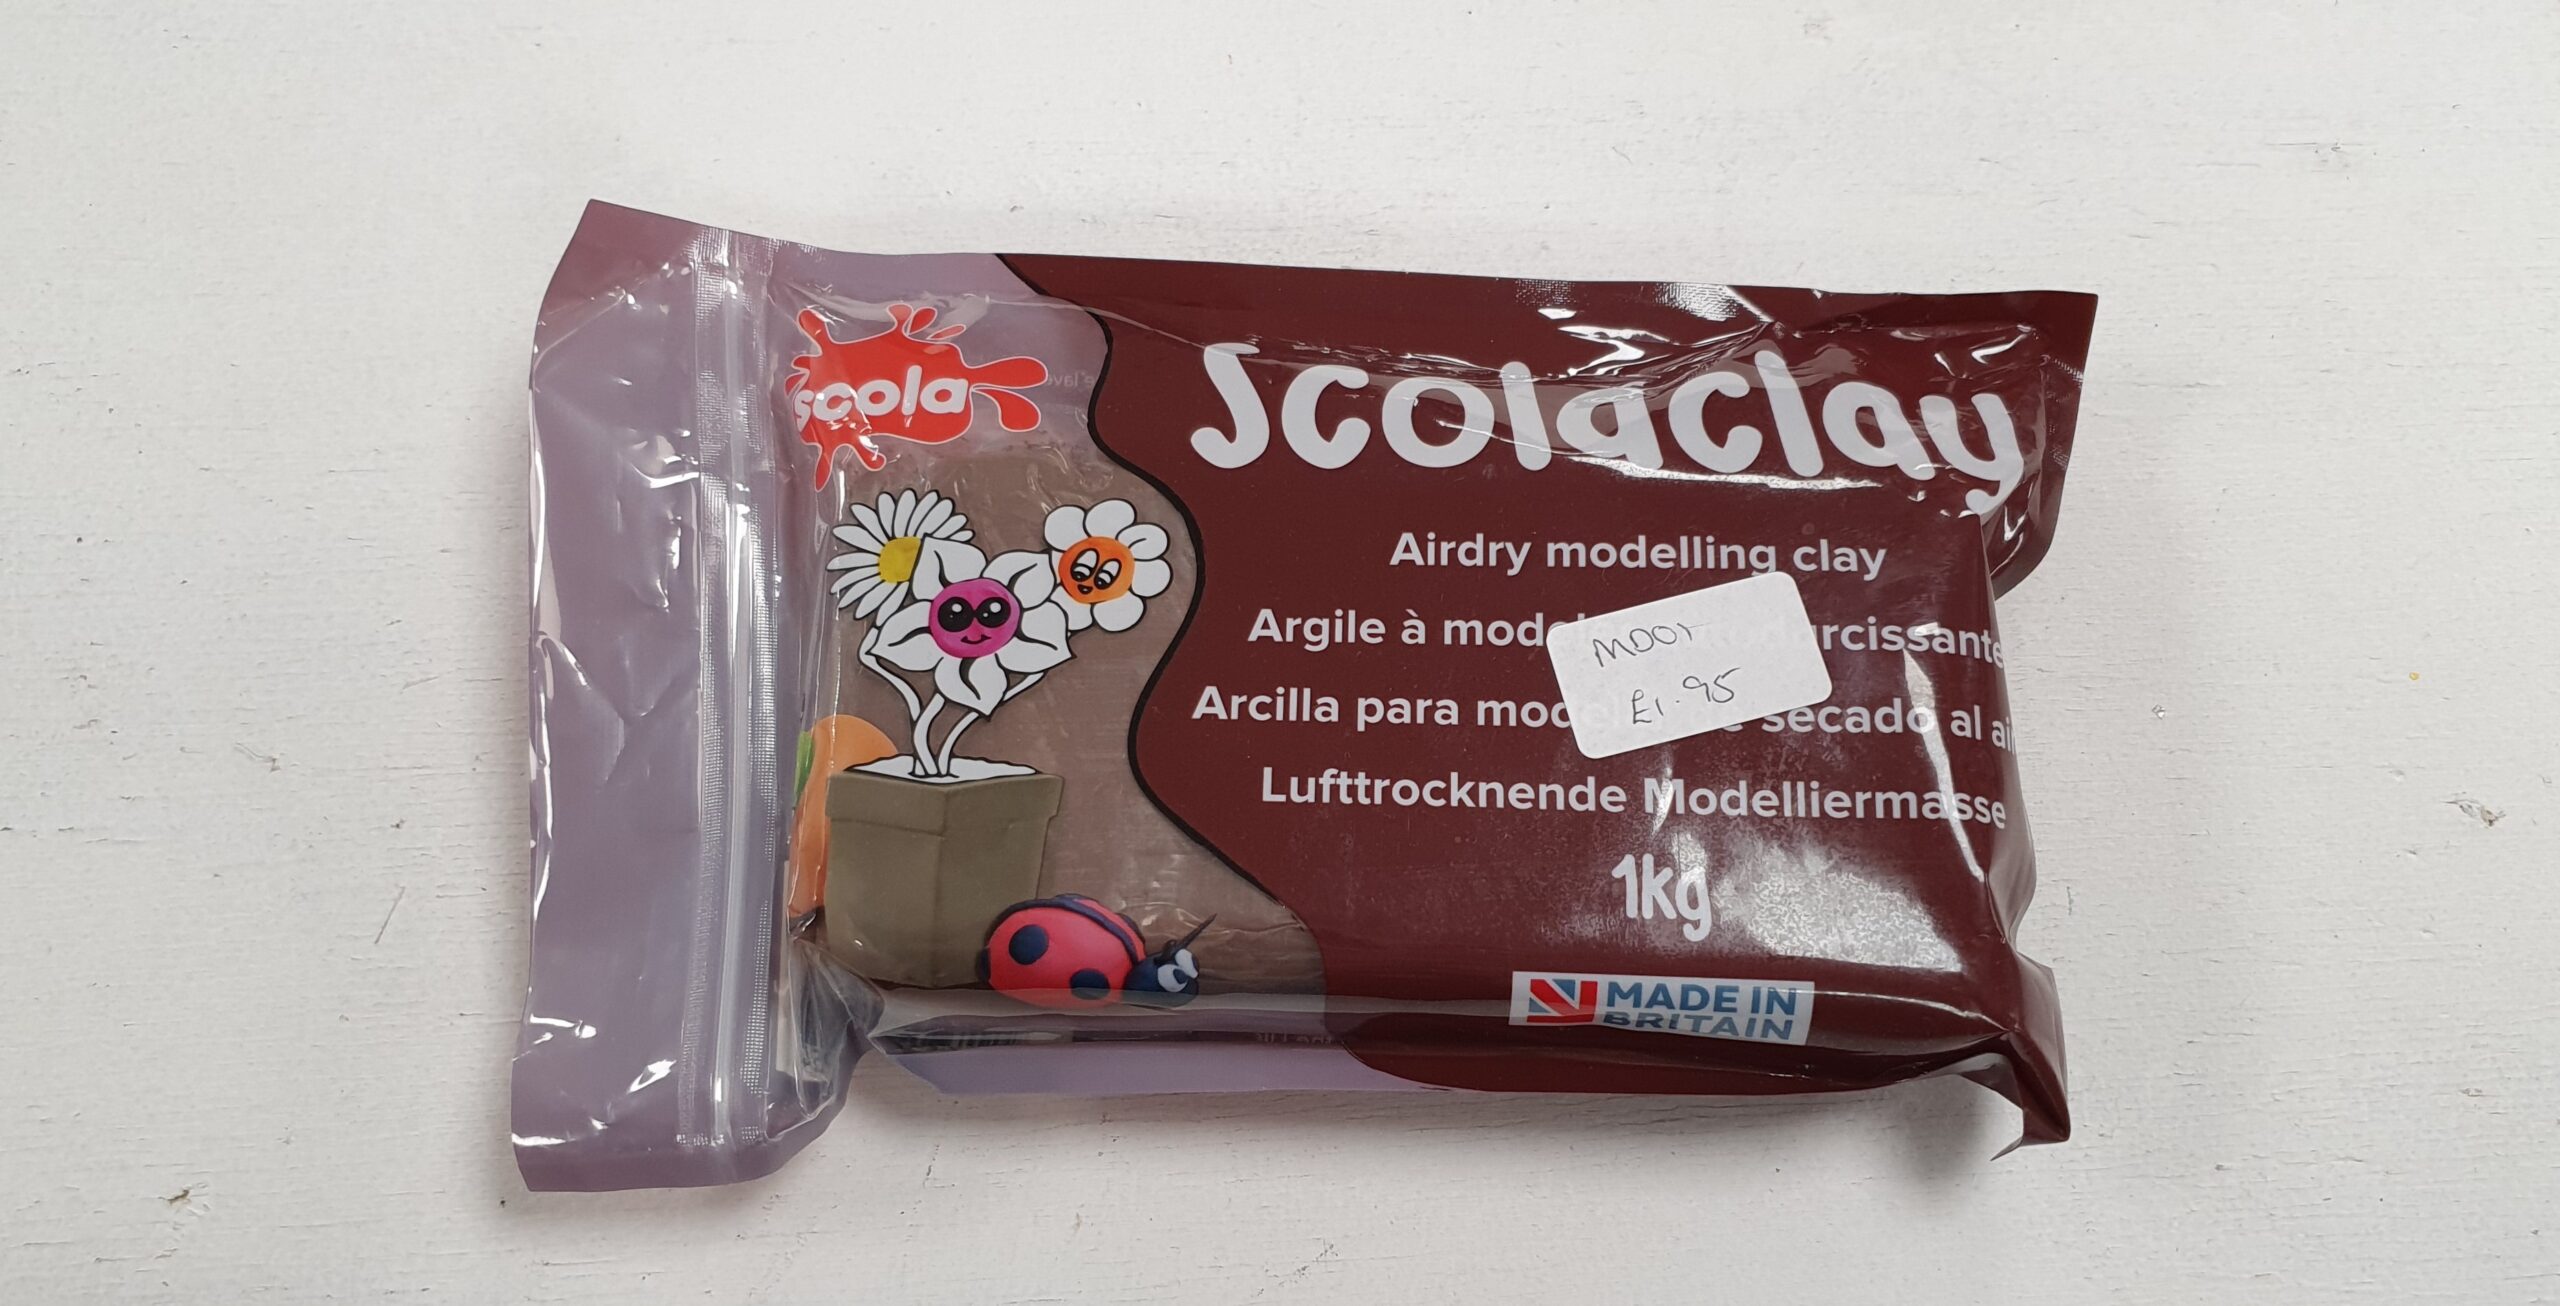 scola
Scolaclay
Airdry modelling clay
Argile à
£1.95
Arcilla para secado al
Lufttrocknende Modelliermasse
1kg
MADE IN
BRITAIN